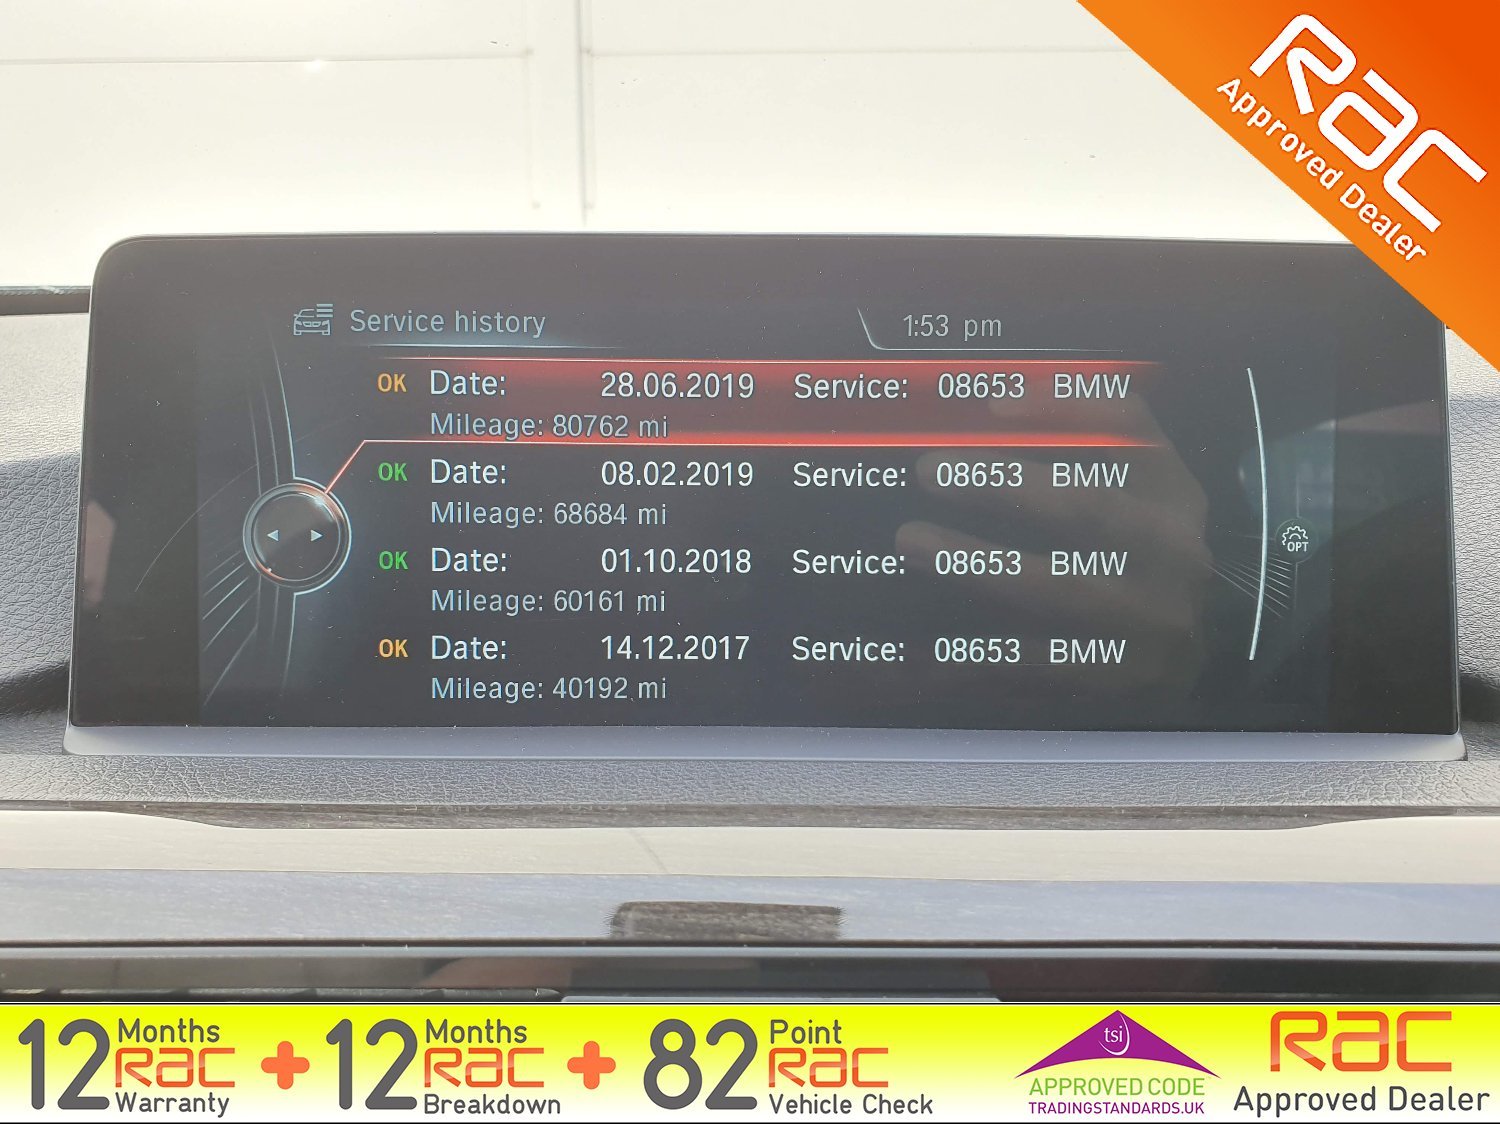 RAC
Approved Dealer
Service history 1:53 pm
OK Date: 28.06.2019 Service: 08653 BMW
Mileage: 80762 mi
OK Date: 08.02.2019 Service: 08653 BMW
Mileage: 68684 mi
OK Date: 01.10.2018 Service: 08653 BMW
Mileage: 60161 mi
OK Date: 14.12.2017 Service: 08653 BMW
Mileage: 40192 mi
OPT
12 Months RAC Warranty + 12 Months RAC Breakdown + 82 Point RAC Vehicle Check
tsi
APPROVED CODE
TRADINGSTANDARDS.UK
RAC
Approved Dealer